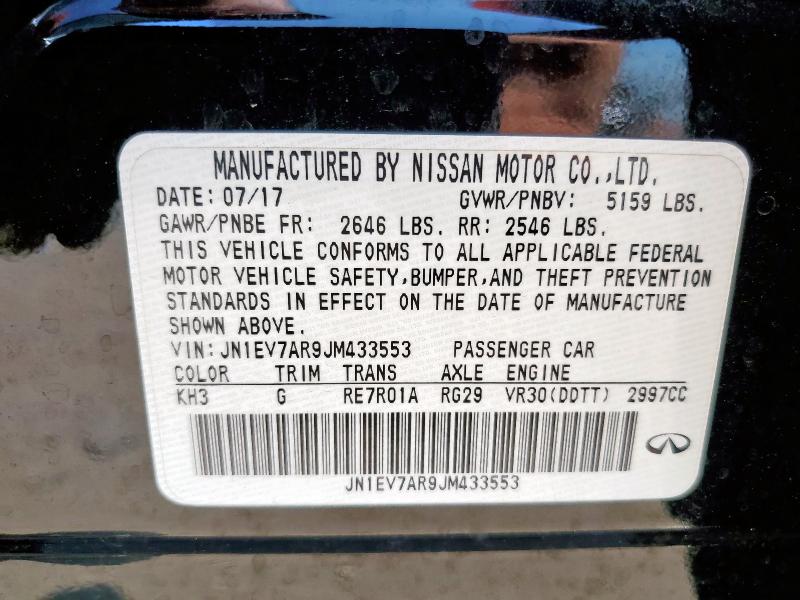 MANUFACTURED BY NISSAN MOTOR CO.,LTD.
DATE: 07/17 GVWR/PNBV: 5159 LBS.
GAWR/PNBE FR: 2646 LBS. RR: 2546 LBS.
THIS VEHICLE CONFORMS TO ALL APPLICABLE FEDERAL
MOTOR VEHICLE SAFETY,BUMPER,AND THEFT PREVENTION
STANDARDS IN EFFECT ON THE DATE OF MANUFACTURE
SHOWN ABOVE.
VIN: JN1EV7AR9JM433553 PASSENGER CAR
COLOR TRIM TRANS AXLE ENGINE
KH3 G RE7R01A RG29 VR30(DDTT) 2997CC
JN1EV7AR9JM433553